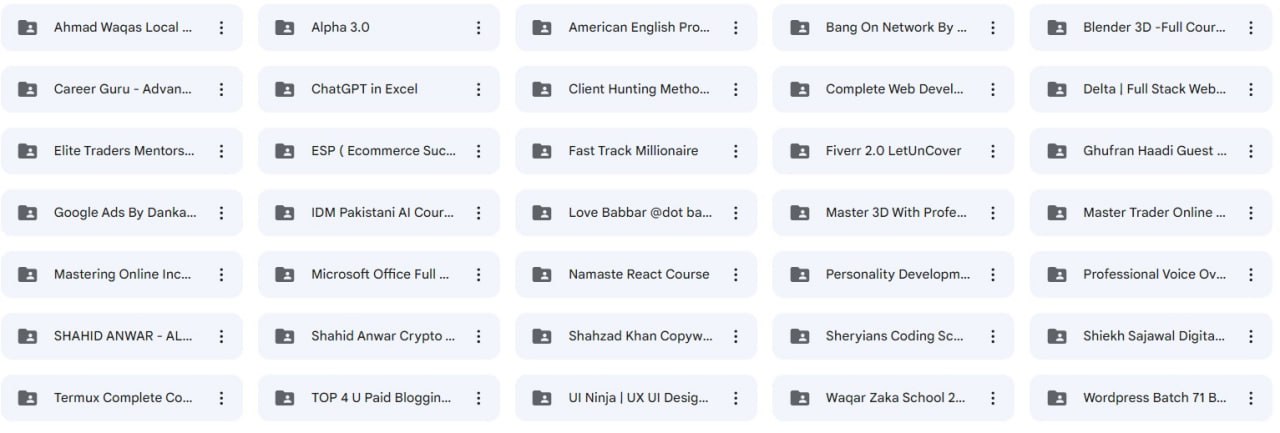 Ahmad Waqas Local ...
Alpha 3.0
American English Pro...
Bang On Network By ...
Blender 3D -Full Cour...
Career Guru - Advan...
ChatGPT in Excel
Client Hunting Metho...
Complete Web Devel...
Delta | Full Stack Web...
Elite Traders Mentors...
ESP ( Ecommerce Suc...
Fast Track Millionaire
Fiverr 2.0 LetUnCover
Ghufran Haadi Guest ...
Google Ads By Danka...
IDM Pakistani AI Cour...
Love Babbar @dot ba...
Master 3D With Profe...
Master Trader Online ...
Mastering Online Inc...
Microsoft Office Full ...
Namaste React Course
Personality Developm...
Professional Voice Ov...
SHAHID ANWAR - AL...
Shahid Anwar Crypto ...
Shahzad Khan Copyw...
Sheryians Coding Sc...
Shiekh Sajawal Digita...
Termux Complete Co...
TOP 4 U Paid Bloggin...
UI Ninja | UX UI Desig...
Waqar Zaka School 2...
Wordpress Batch 71 B...